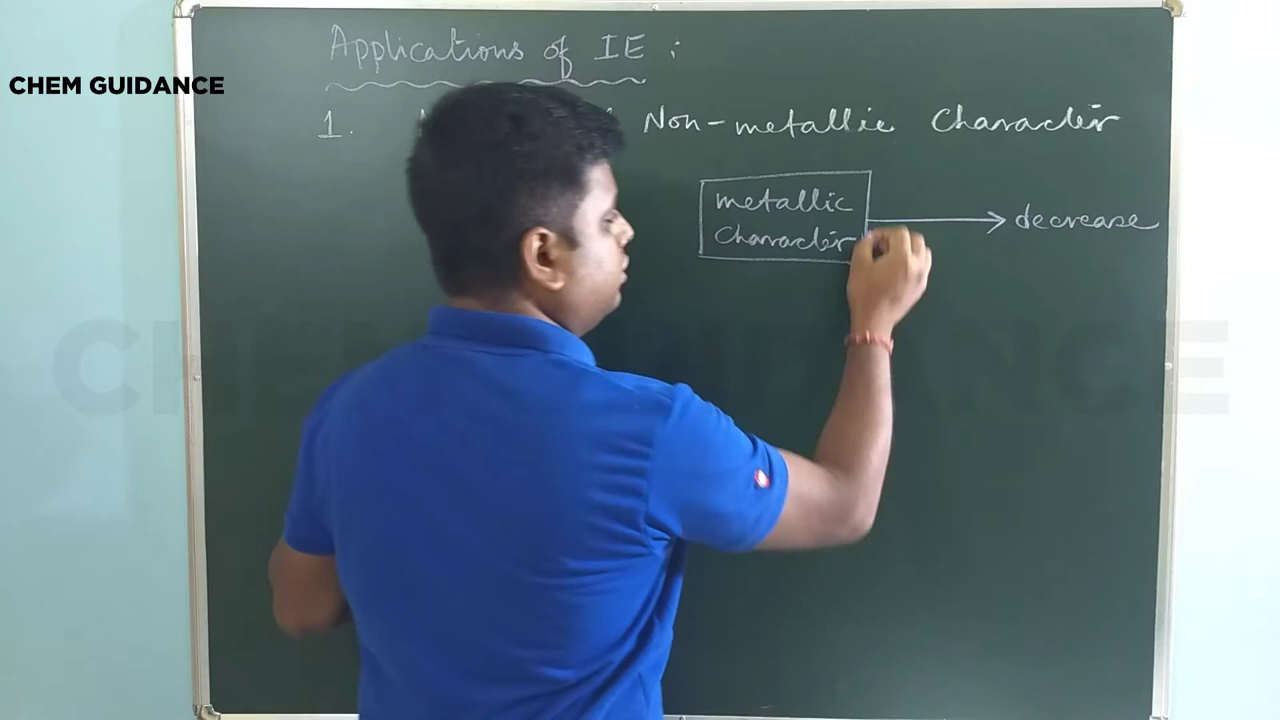 Applications of IE :
CHEM GUIDANCE
1. Non-metallic Character
metallic
Character
decrease